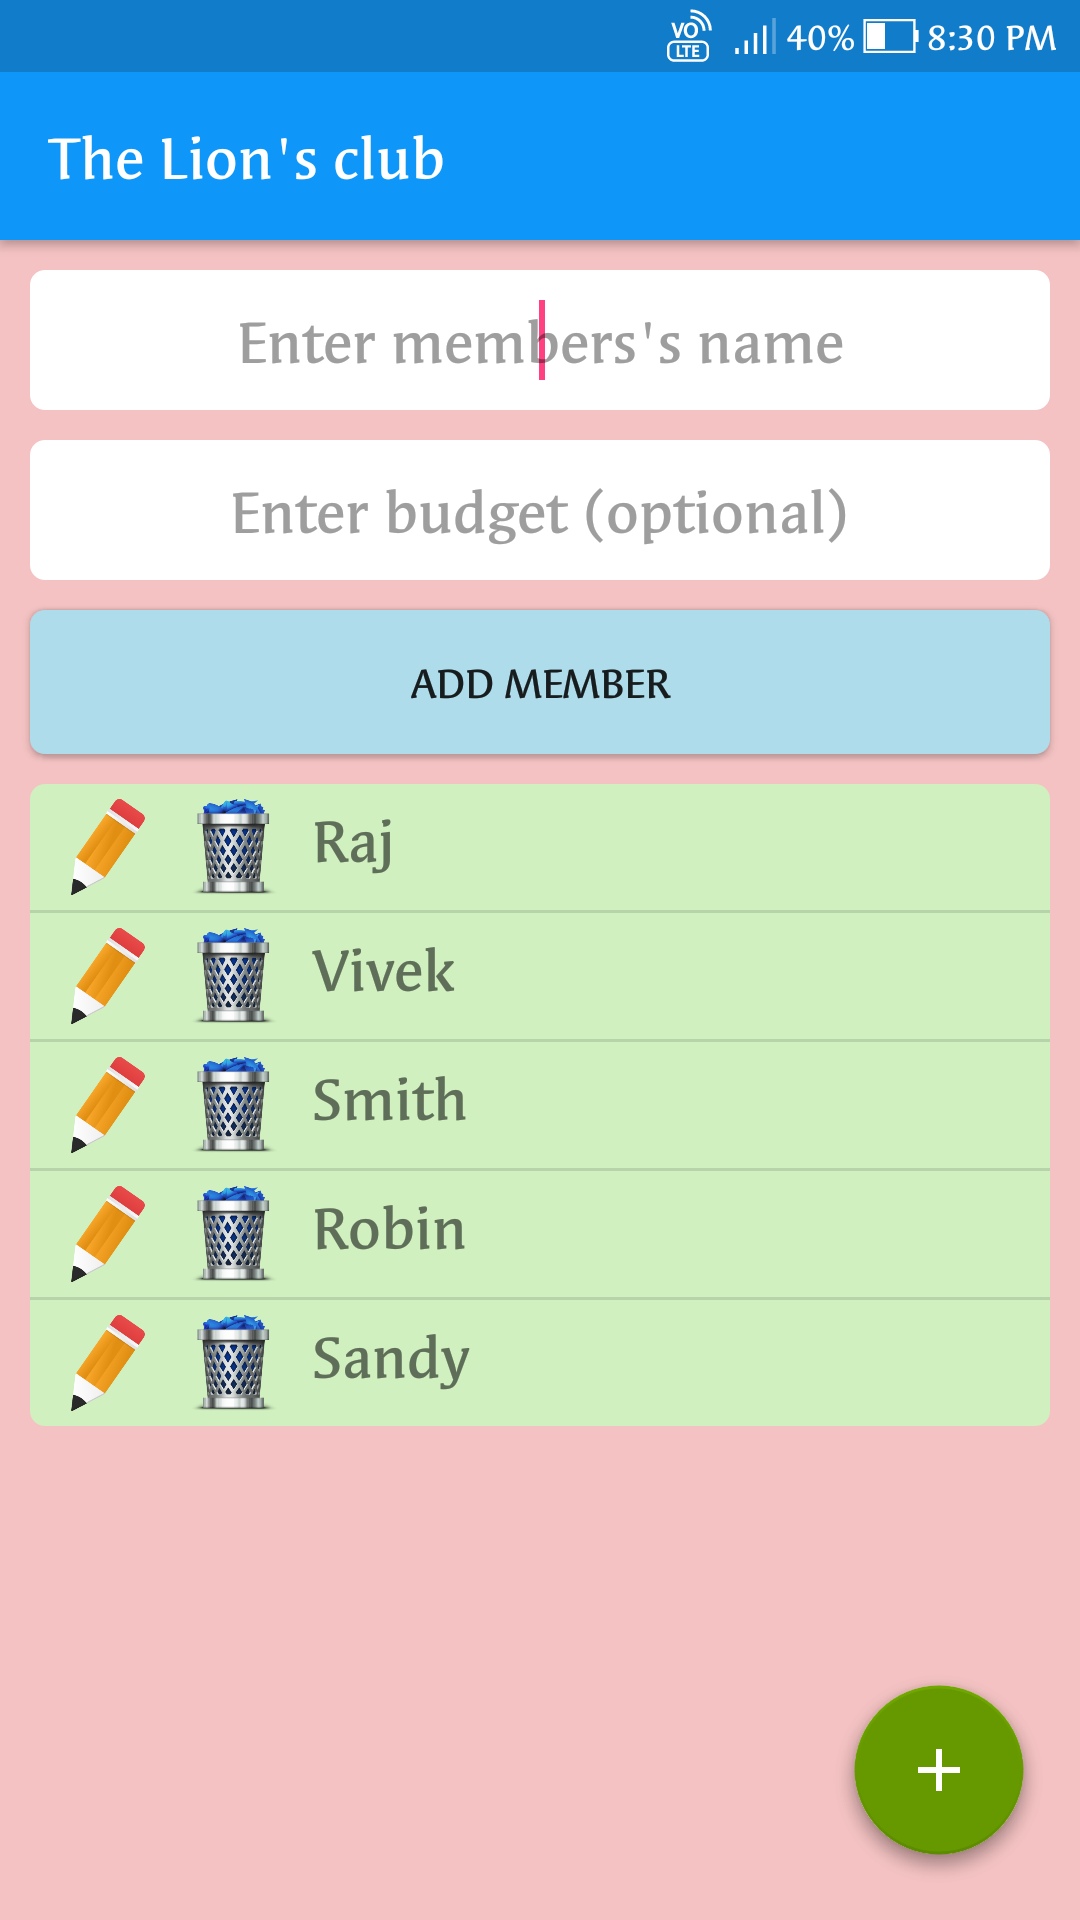 VO LTE 40% 8:30 PM
The Lion's club
Enter members's name
Enter budget (optional)
ADD MEMBER
Raj
Vivek
Smith
Robin
Sandy